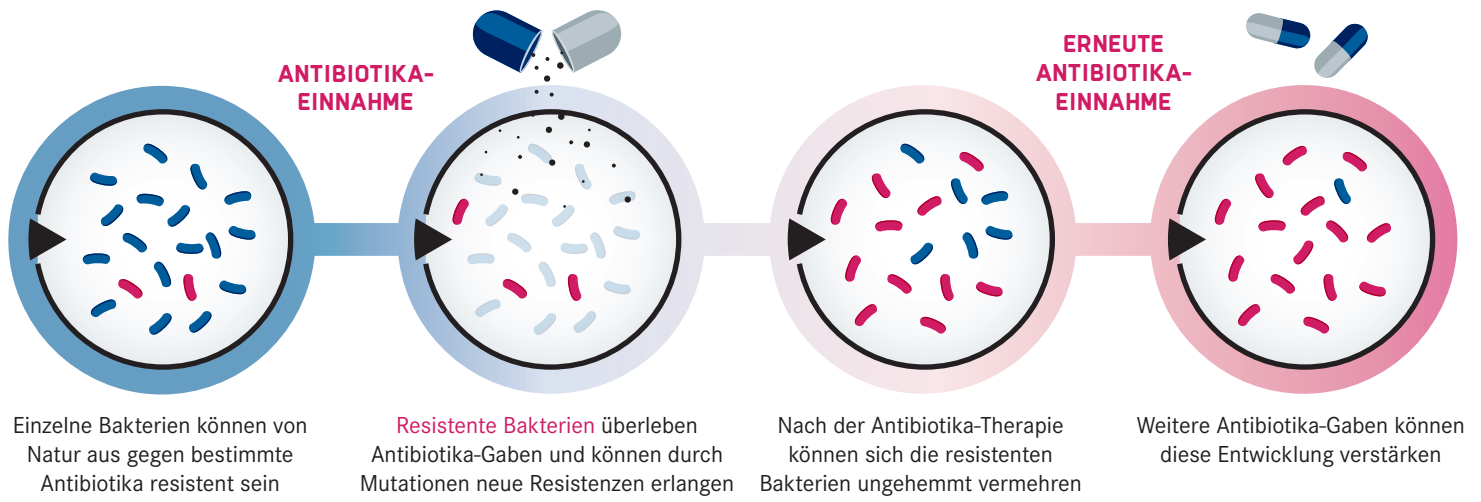 ANTIBIOTIKA-
EINNAHME
ERNEUTE
ANTIBIOTIKA-
EINNAHME
Einzelne Bakterien können von
Natur aus gegen bestimmte
Antibiotika resistent sein
Resistente Bakterien überleben
Antibiotika-Gaben und können durch
Mutationen neue Resistenzen erlangen
Nach der Antibiotika-Therapie
können sich die resistenten
Bakterien ungehemmt vermehren
Weitere Antibiotika-Gaben können
diese Entwicklung verstärken